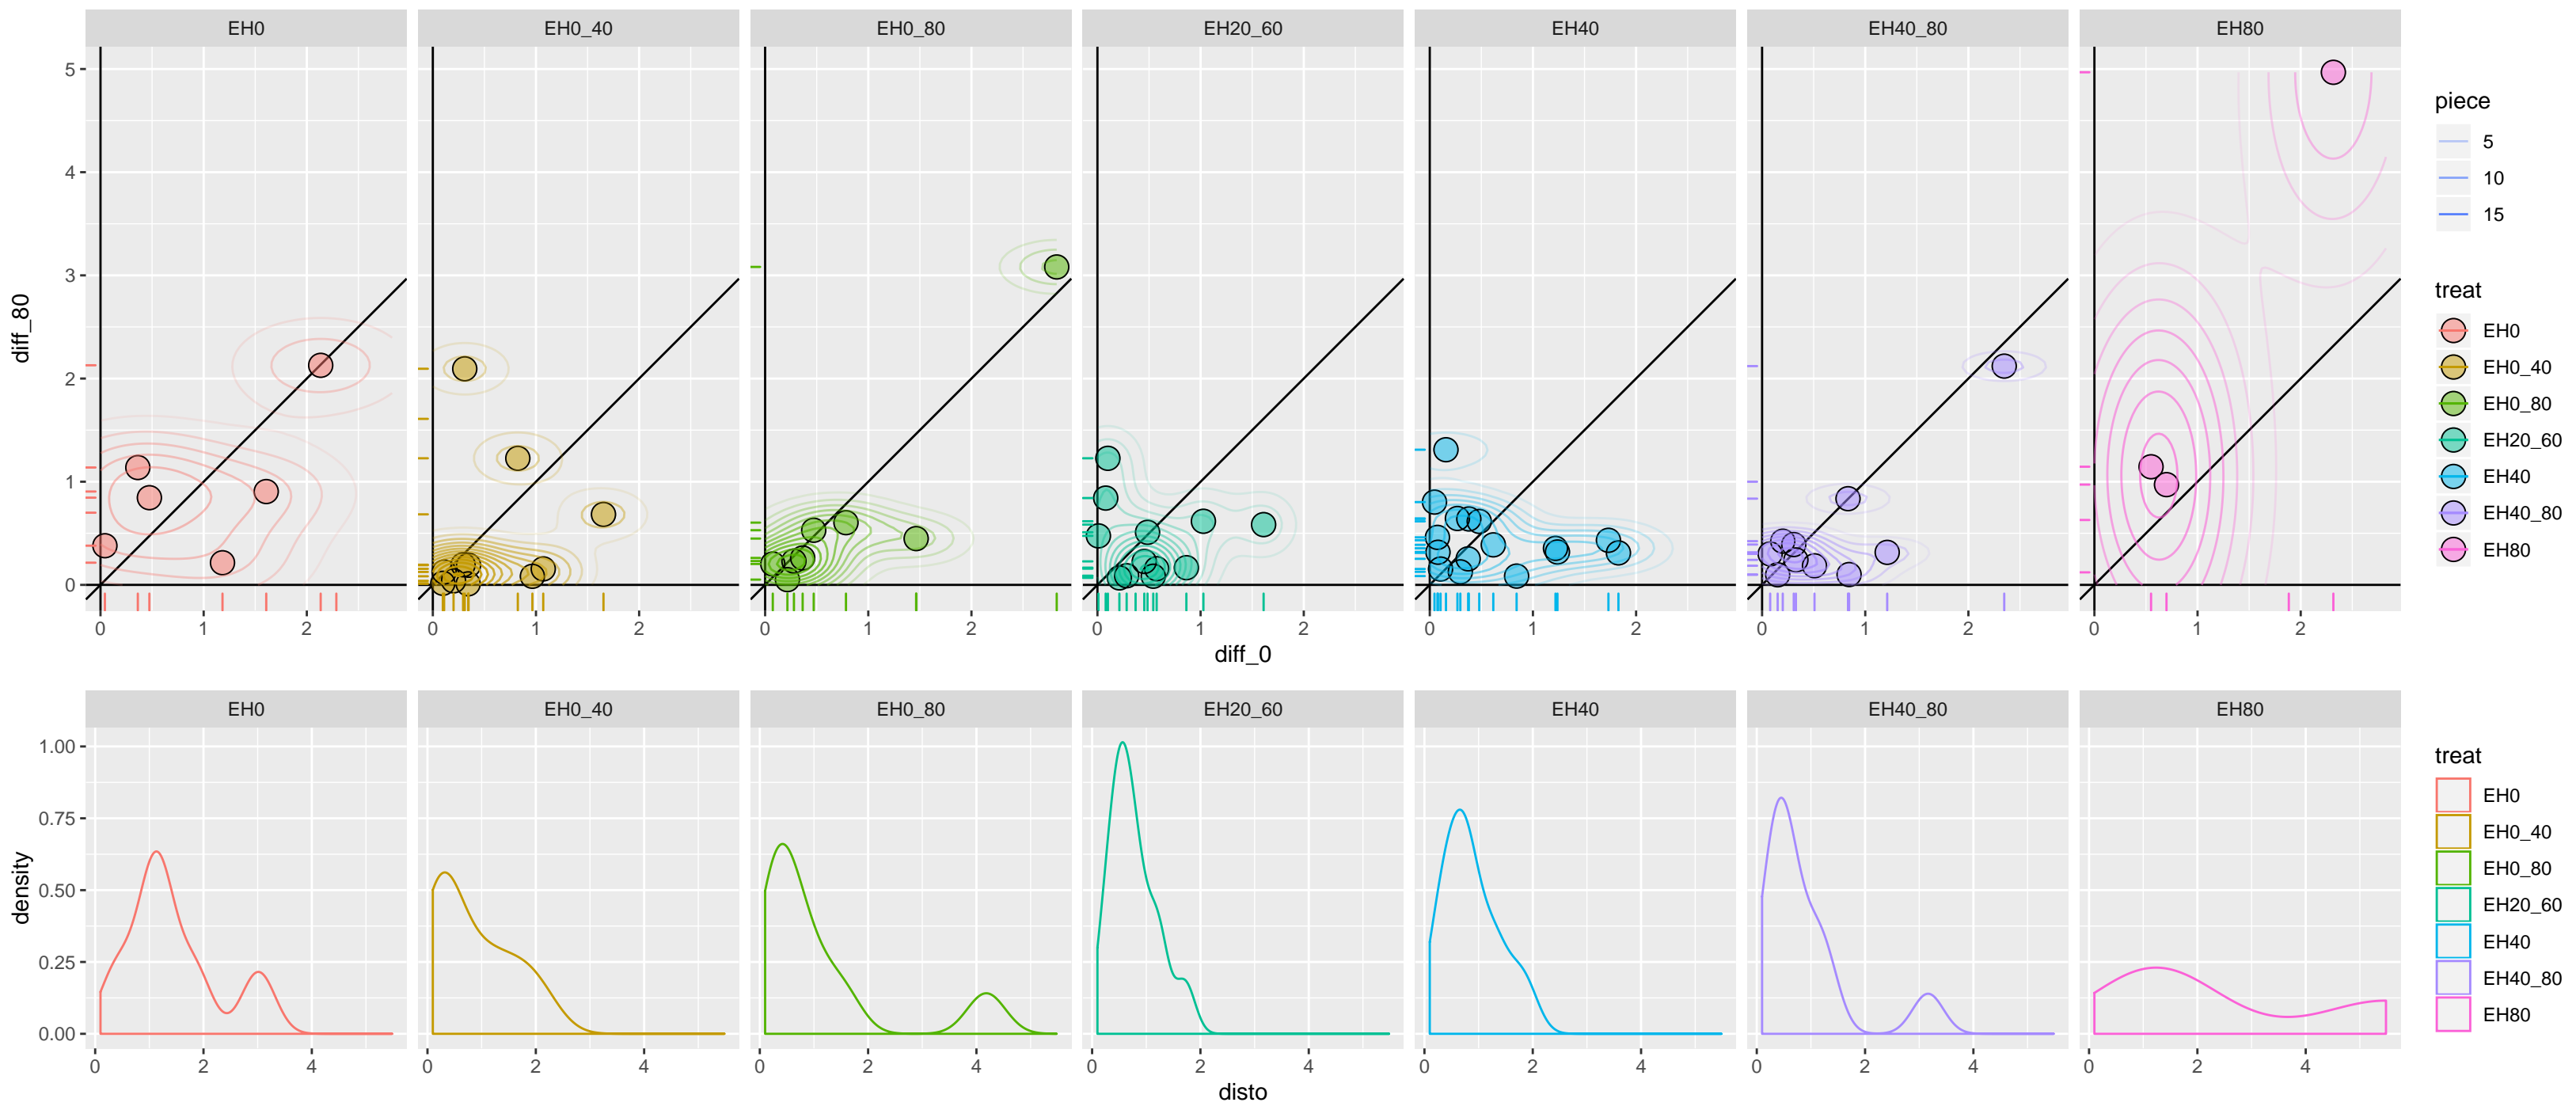 EH0 EH0_40 EH0_80 EH20_60 EH40 EH40_80 EH80
5
4
3
2
1
0
diff_80
0 1 2 0 1 2 0 1 2 0 1 2 0 1 2 0 1 2 0 1 2
diff_0
piece
5
10
15
treat
EH0
EH0_40
EH0_80
EH20_60
EH40
EH40_80
EH80
EH0 EH0_40 EH0_80 EH20_60 EH40 EH40_80 EH80
1.00
0.75
0.50
0.25
0.00
density
0 2 4 0 2 4 0 2 4 0 2 4 0 2 4 0 2 4 0 2 4
disto
treat
EH0
EH0_40
EH0_80
EH20_60
EH40
EH40_80
EH80